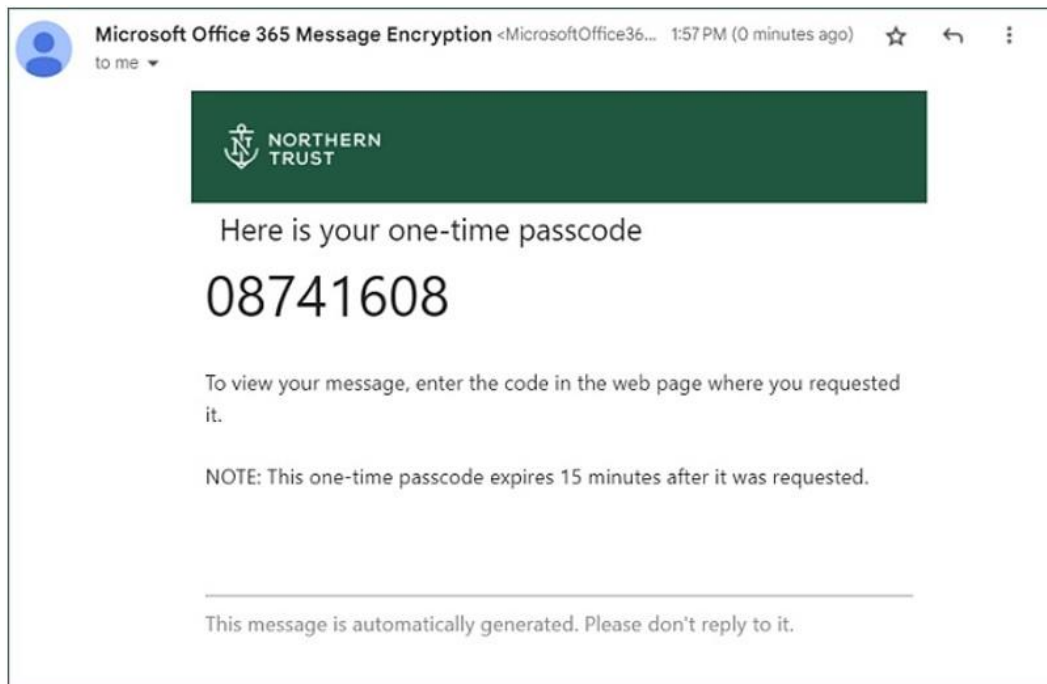 Microsoft Office 365 Message Encryption <MicrosoftOffice36... 1:57 PM (0 minutes ago)
to me
NORTHERN
TRUST
Here is your one-time passcode
08741608
To view your message, enter the code in the web page where you requested
it.
NOTE: This one-time passcode expires 15 minutes after it was requested.
This message is automatically generated. Please don't reply to it.